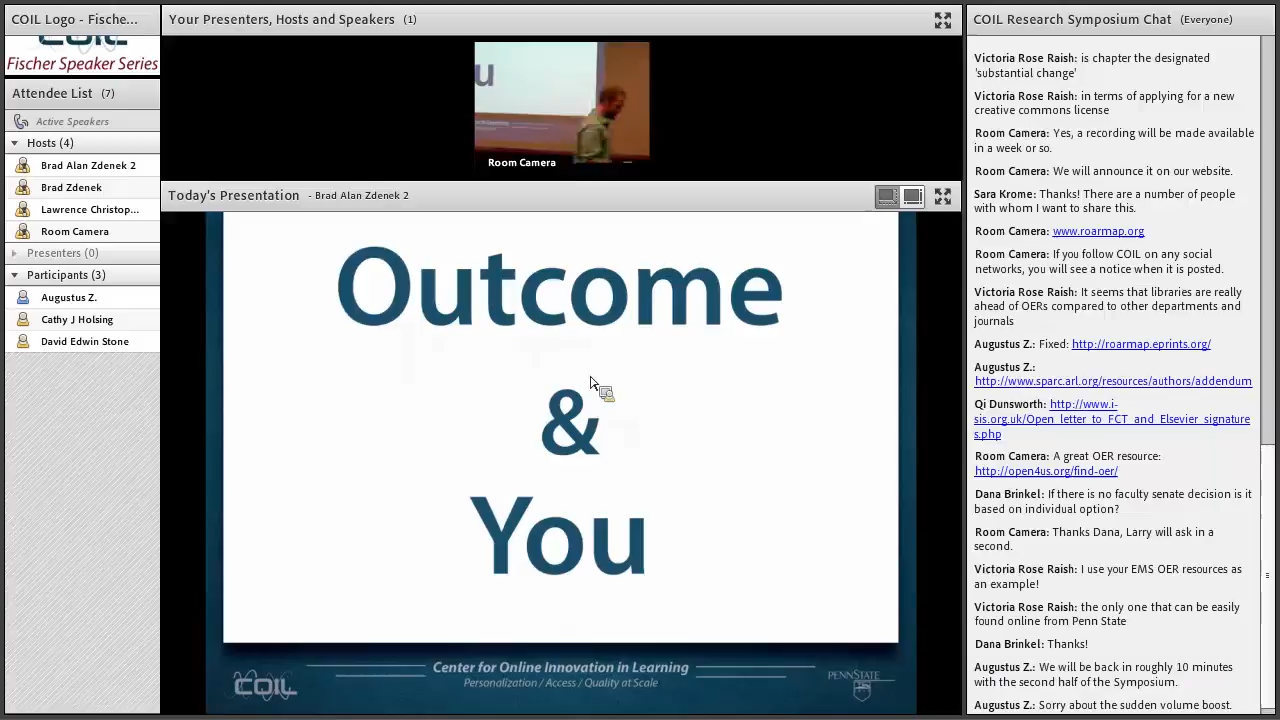 COIL Logo - Fische...
COIL
Fischer Speaker Series
Attendee List (7)
Active Speakers
Hosts (4)
Brad Alan Zdenek 2
Brad Zdenek
Lawrence Christop...
Room Camera
Presenters (0)
Participants (3)
Augustus Z.
Cathy J Holsing
David Edwin Stone
Your Presenters, Hosts and Speakers (1)
u
Room Camera
Today's Presentation - Brad Alan Zdenek 2
Outcome
&
You
Center for Online Innovation in Learning
Personalization / Access / Quality at Scale
COIL
PENNSTATE
COIL Research Symposium Chat (Everyone)
Victoria Rose Raish: is chapter the designated
'substantial change'
Victoria Rose Raish: in terms of applying for a new
creative commons license
Room Camera: Yes, a recording will be made available
in a week or so.
Room Camera: We will announce it on our website.
Sara Krome: Thanks! There are a number of people
with whom I want to share this.
Room Camera: www.roarmap.org
Room Camera: If you follow COIL on any social
networks, you will see a notice when it is posted.
Victoria Rose Raish: It seems that libraries are really
ahead of OERs compared to other departments and
journals
Augustus Z.: Fixed: http://roarmap.eprints.org/
Augustus Z.:
http://www.sparc.arl.org/resources/authors/addendum
Qi Dunsworth: http://www.i-
sis.org.uk/Open_letter_to_FCT_and_Elsevier_signature
s.php
Room Camera: A great OER resource:
http://open4us.org/find-oer/
Dana Brinkel: If there is no faculty senate decision is it
based on individual option?
Room Camera: Thanks Dana, Larry will ask in a
second.
Victoria Rose Raish: I use your EMS OER resources as
an example!
Victoria Rose Raish: the only one that can be easily
found online from Penn State
Dana Brinkel: Thanks!
Augustus Z.: We will be back in roughly 10 minutes
with the second half of the Symposium.
Augustus Z.: Sorry about the sudden volume boost.